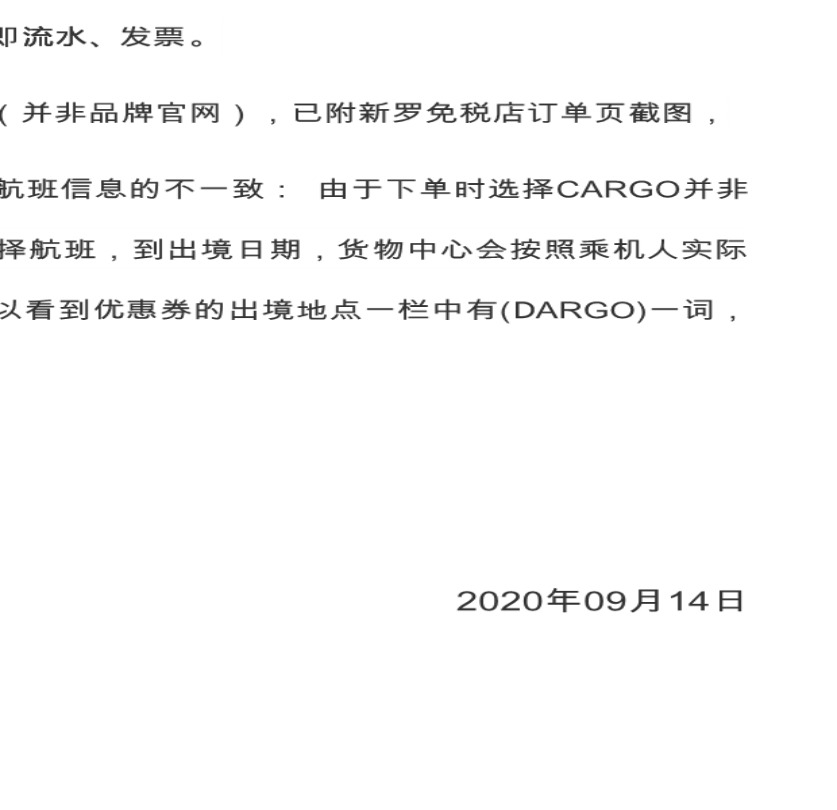 即流水、发票。
（并非品牌官网），已附新罗免税店订单页截图，
航班信息的不一致： 由于下单时选择CARGO并非
择航班，到出境日期，货物中心会按照乘机人实际
以看到优惠券的出境地点一栏中有(DARGO)一词，
2020年09月14日